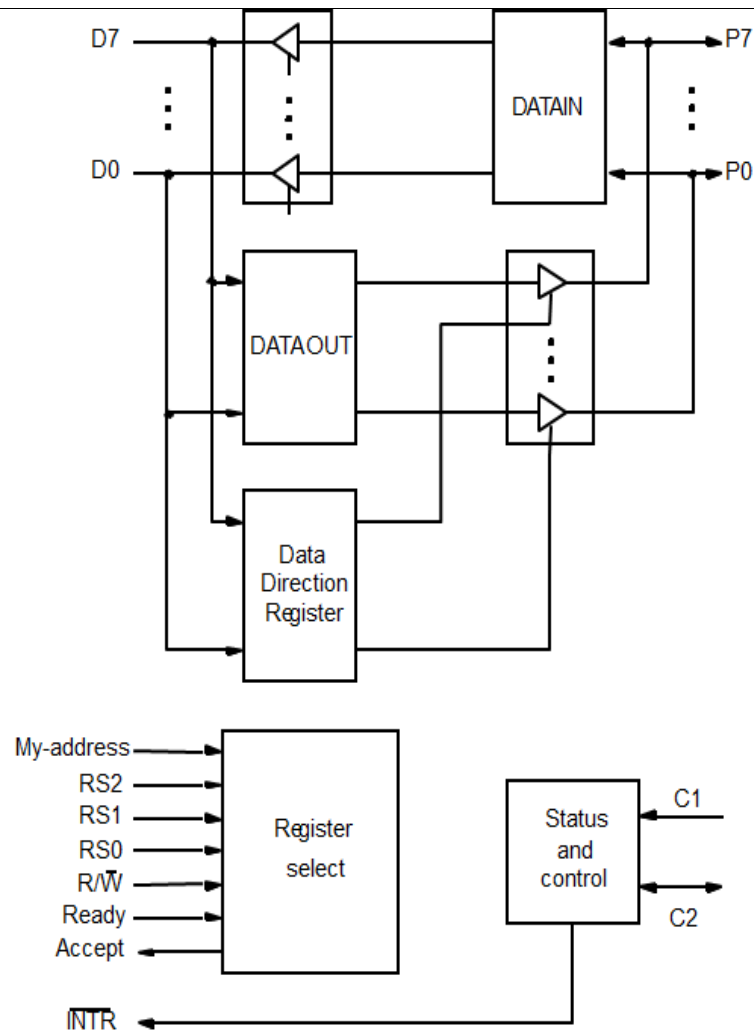 D7
P7
DATAIN
D0
P0
DATAOUT
Data
Direction
Register
My-address
RS2
RS1
RS0
R/W̅
Ready
Accept
Register
select
Status
and
control
C1
C2
I̅N̅T̅R̅